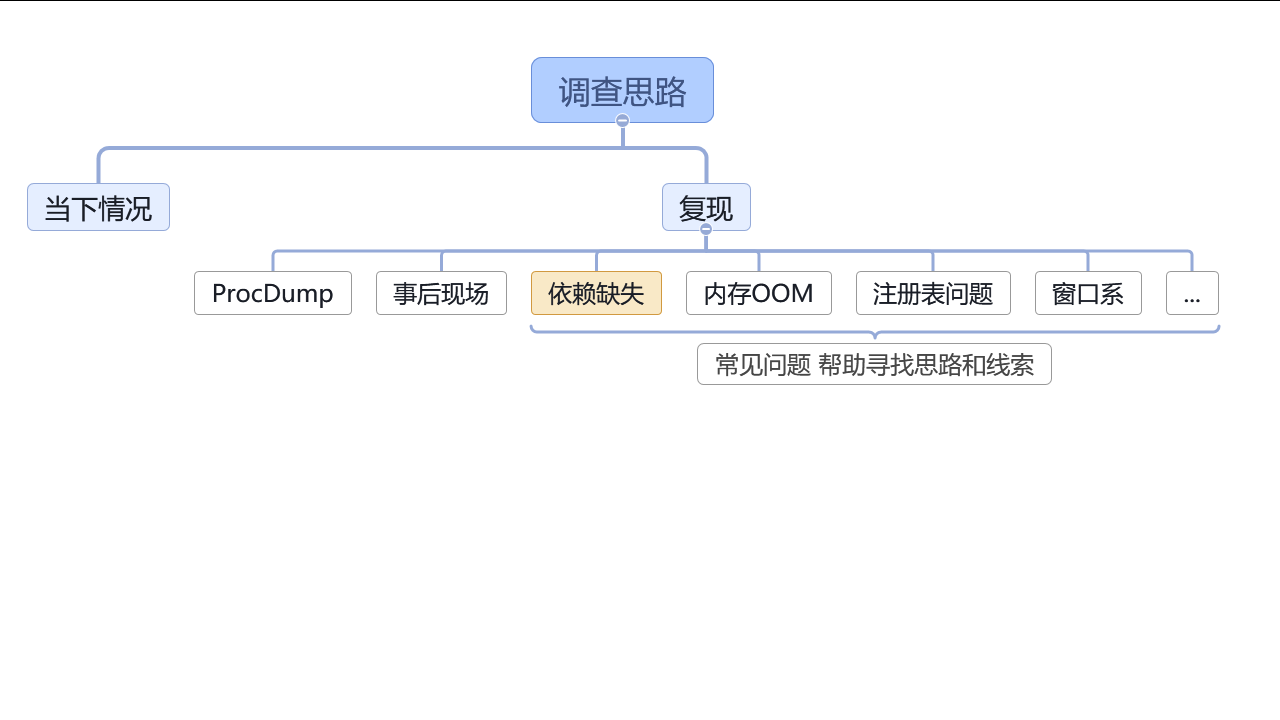 调查思路
当下情况
复现
ProcDump
事后现场
依赖缺失
内存OOM
注册表问题
窗口系
...
常见问题 帮助寻找思路和线索